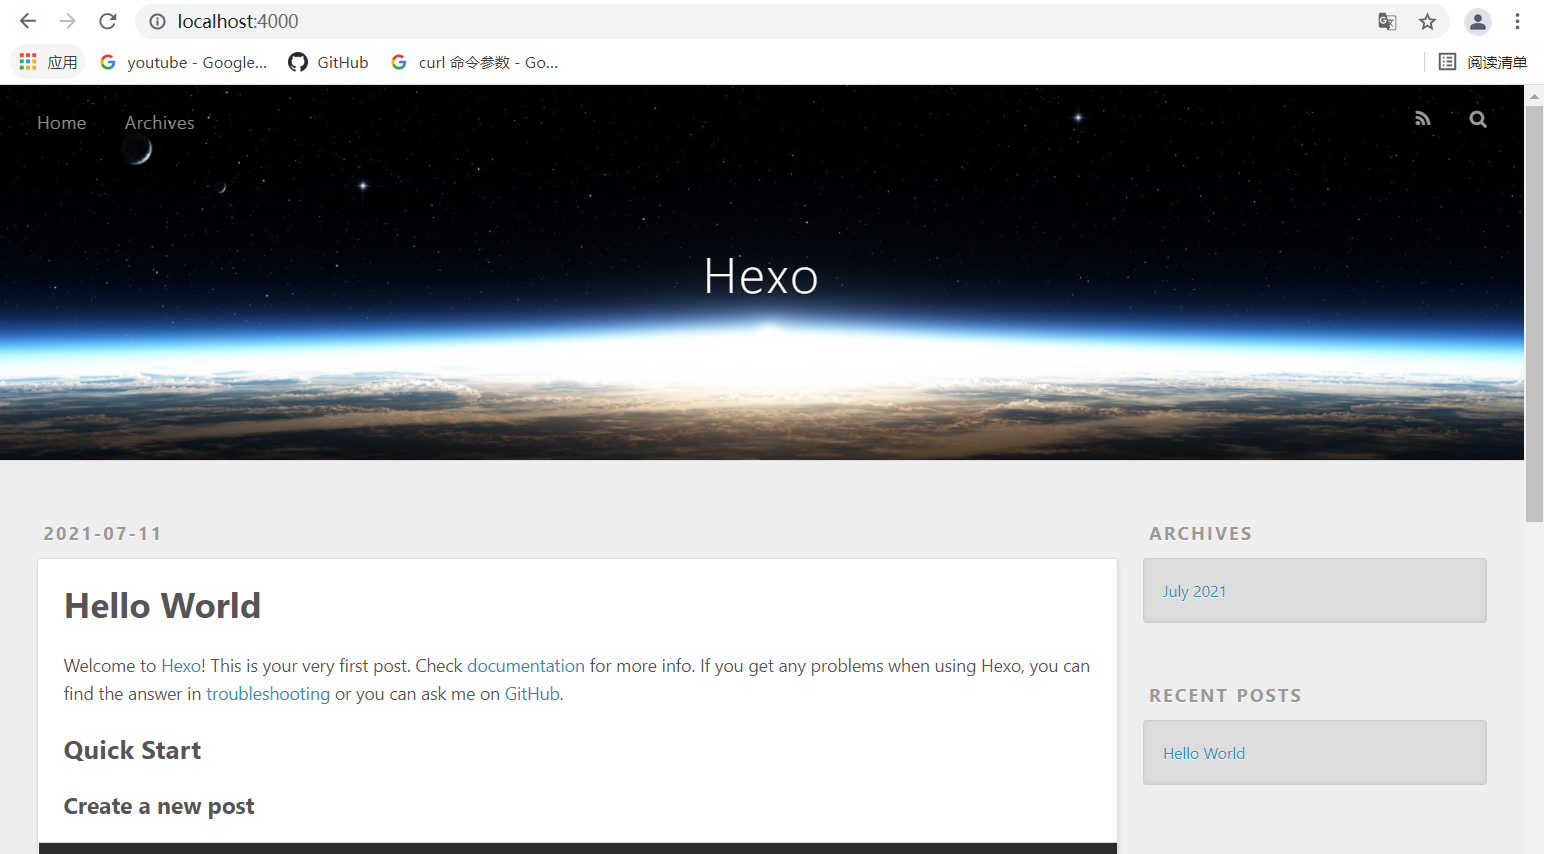 localhost:4000
应用
youtube - Google...
GitHub
curl 命令参数 - Go...
阅读清单
Home
Archives
Hexo
2021-07-11
Hello World
Welcome to Hexo! This is your very first post. Check documentation for more info. If you get any problems when using Hexo, you can
find the answer in troubleshooting or you can ask me on GitHub.
Quick Start
Create a new post
ARCHIVES
July 2021
RECENT POSTS
Hello World